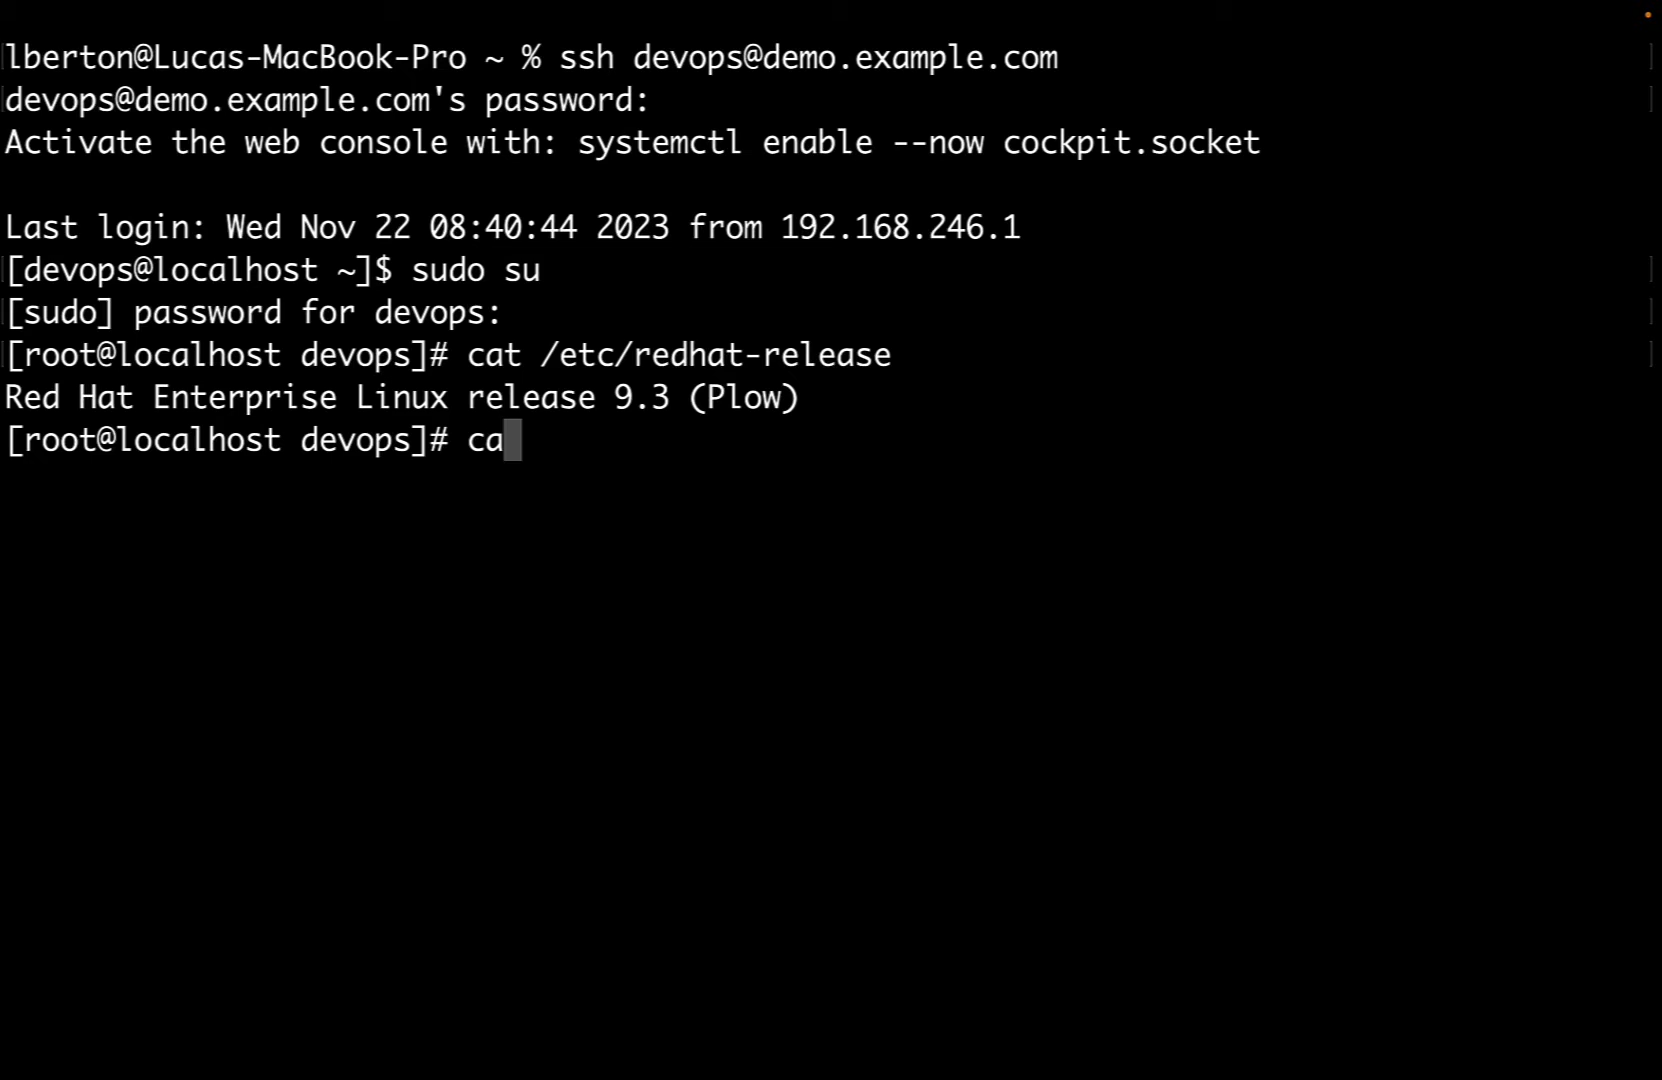 lberton@Lucas-MacBook-Pro ~ % ssh devops@demo.example.com
devops@demo.example.com's password:
Activate the web console with: systemctl enable --now cockpit.socket
Last login: Wed Nov 22 08:40:44 2023 from 192.168.246.1
[devops@localhost ~]$ sudo su
[sudo] password for devops:
[root@localhost devops]# cat /etc/redhat-release
Red Hat Enterprise Linux release 9.3 (Plow)
[root@localhost devops]# ca